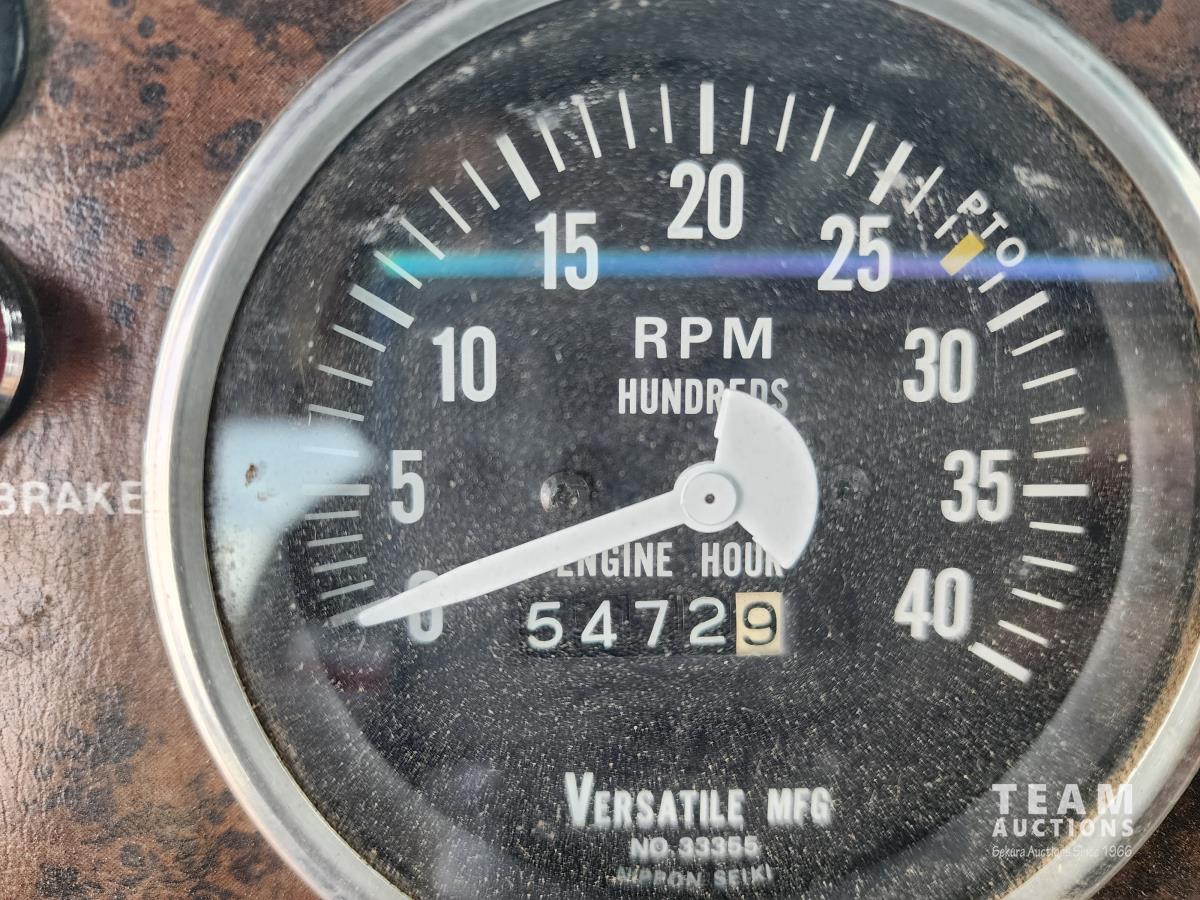 PTO
20
15
25
RPM
10
30
HUNDREDS
5
35
BRAKE
ENGINE HOUR
0
40
54729
VERSATILE MFG
NO.33355
NIPPON SEIKI
TEAM
AUCTIONS
Gekura Auctions Since 1966